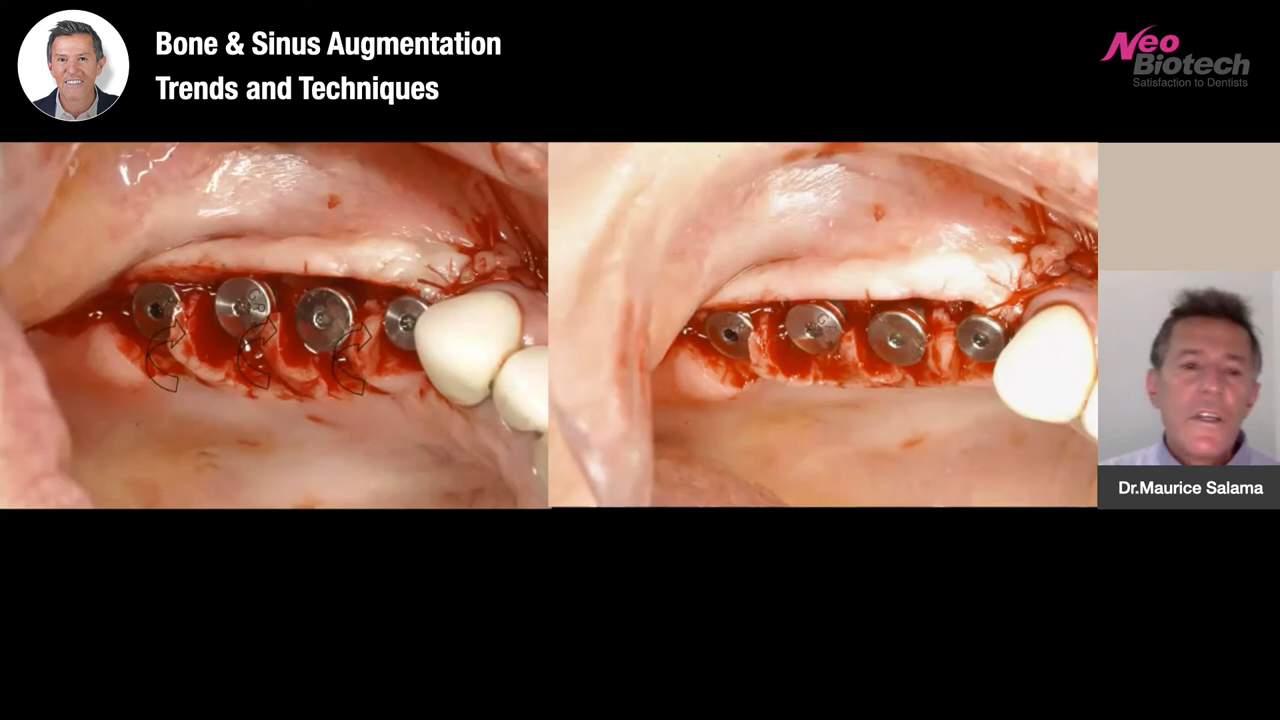 Bone & Sinus Augmentation
Trends and Techniques
Neo
Biotech
Satisfaction to Dentists
Dr.Maurice Salama